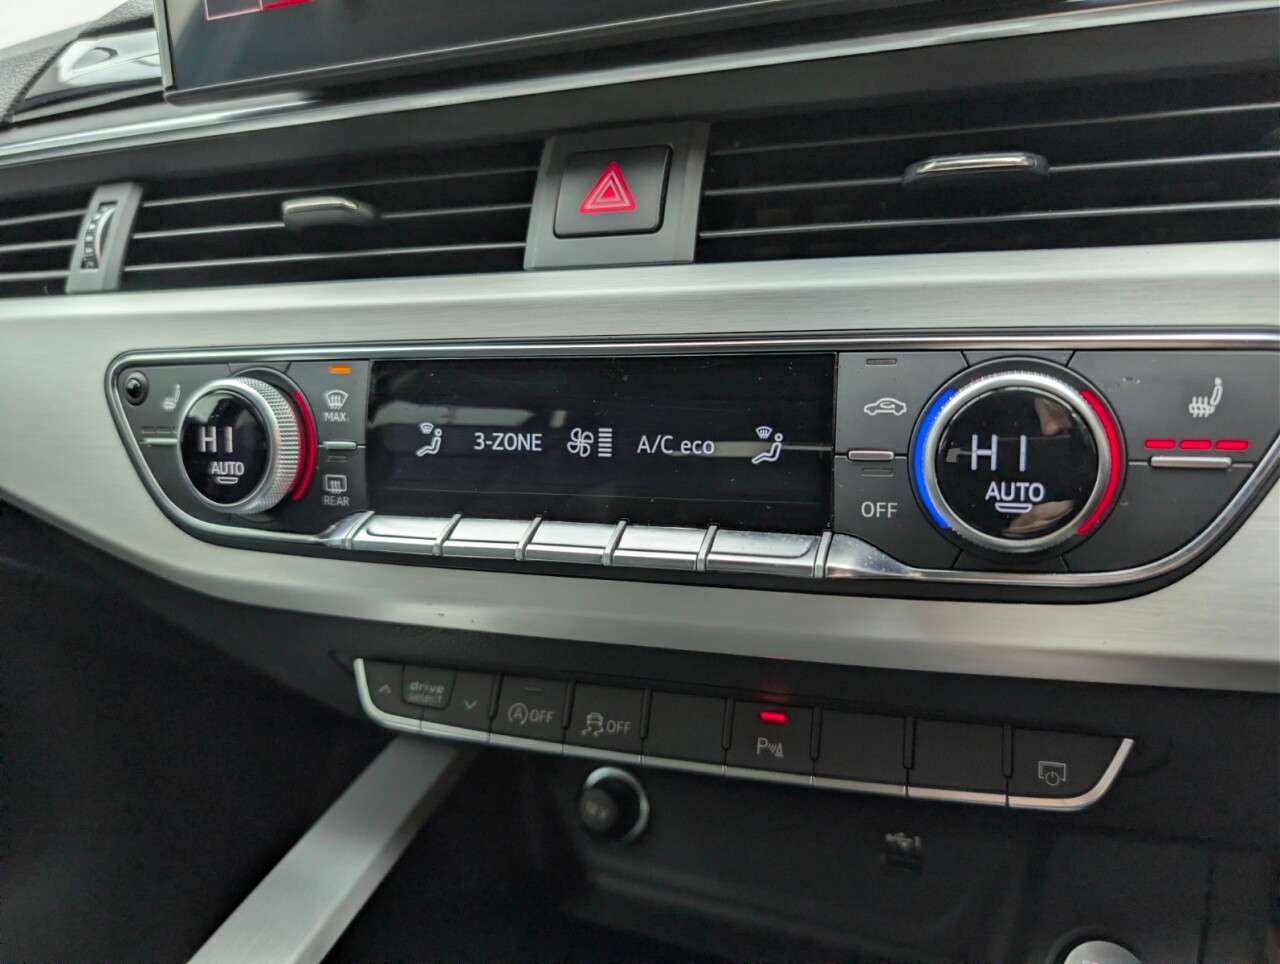 HI
AUTO
MAX
REAR
3-ZONE
A/C eco
OFF
HI
AUTO
drive
select
A OFF
OFF
P